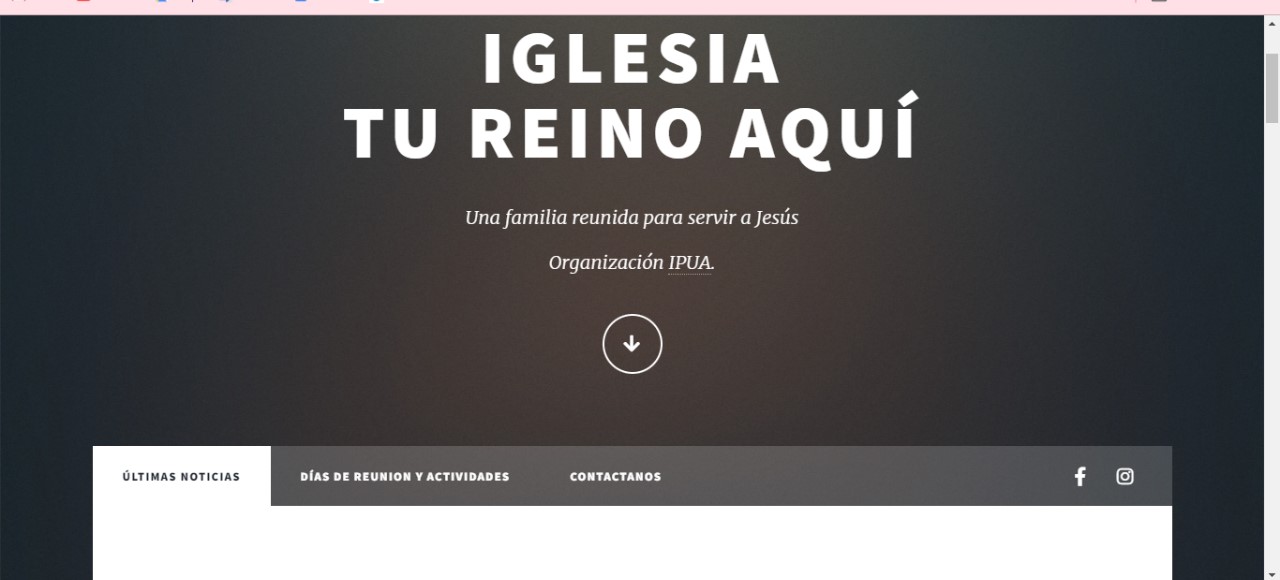 IGLESIA
TU REINO AQUÍ
Una familia reunida para servir a Jesús
Organización IPUA.
ÚLTIMAS NOTICIAS DÍAS DE REUNION Y ACTIVIDADES CONTACTANOS